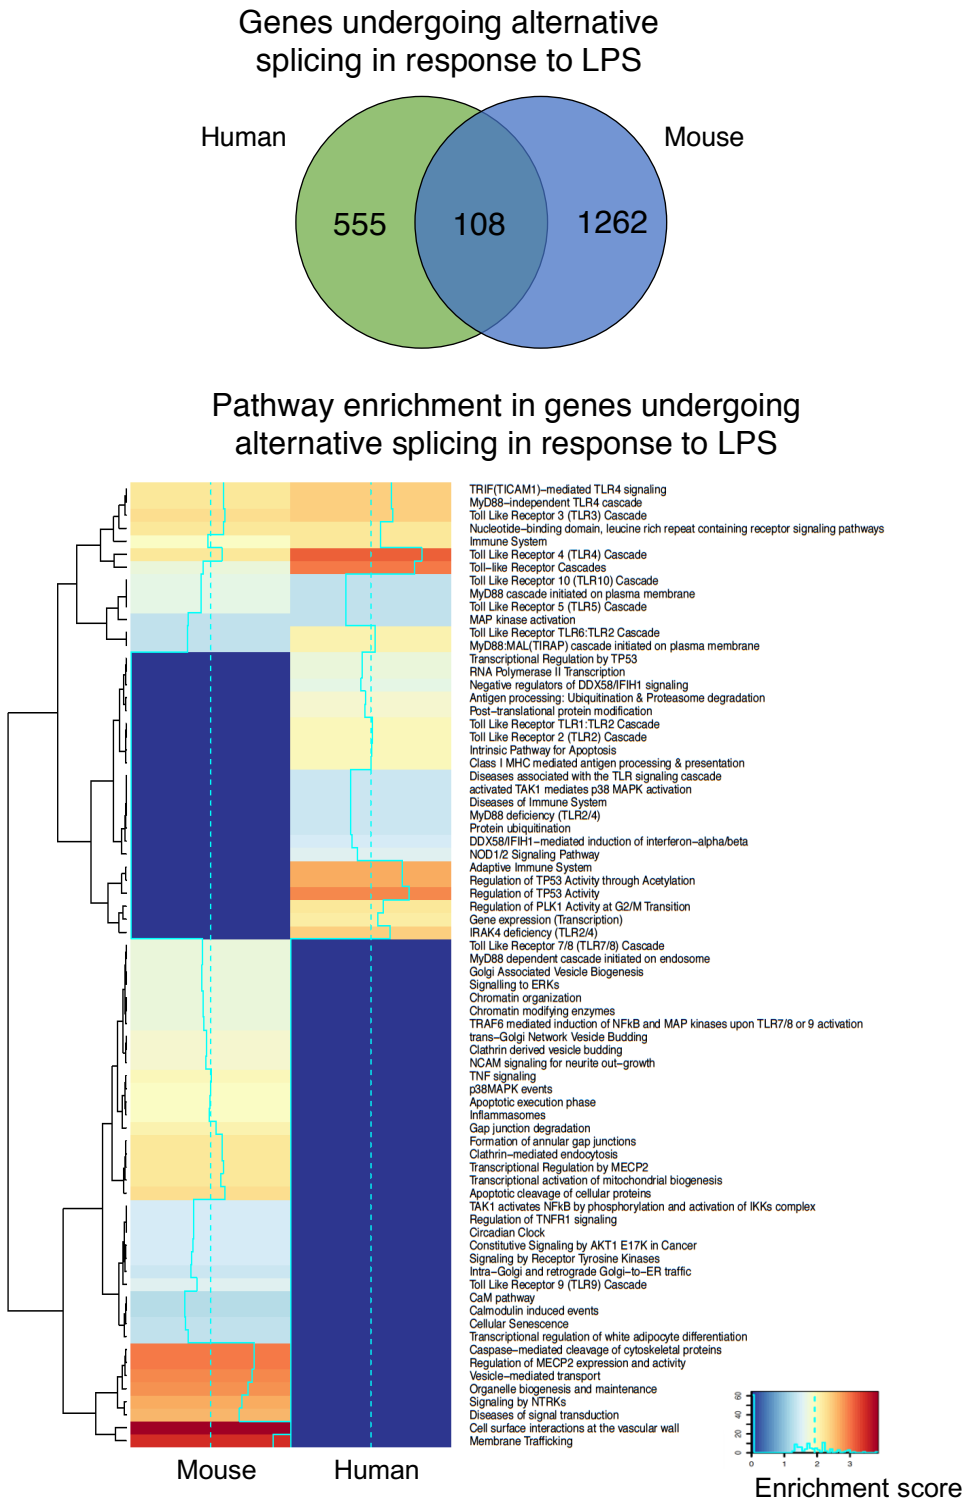 Genes undergoing alternative
splicing in response to LPS
Human
Mouse
555
108
1262
Pathway enrichment in genes undergoing
alternative splicing in response to LPS
TRIF(TICAM1)−mediated TLR4 signaling
MyD88−independent TLR4 cascade
Toll Like Receptor 3 (TLR3) Cascade
Nucleotide−binding domain, leucine rich repeat containing receptor signaling pathways
Immune System
Toll Like Receptor 4 (TLR4) Cascade
Toll−like Receptor Cascades
Toll Like Receptor 10 (TLR10) Cascade
MyD88 cascade initiated on plasma membrane
Toll Like Receptor 5 (TLR5) Cascade
MAP kinase activation
Toll Like Receptor TLR6:TLR2 Cascade
MyD88:MAL(TIRAP) cascade initiated on plasma membrane
Transcriptional Regulation by TP53
RNA Polymerase II Transcription
Negative regulators of DDX58/IFIH1 signaling
Antigen processing: Ubiquitination & Proteasome degradation
Post−translational protein modification
Toll Like Receptor TLR1:TLR2 Cascade
Toll Like Receptor 2 (TLR2) Cascade
Intrinsic Pathway for Apoptosis
Class I MHC mediated antigen processing & presentation
Diseases associated with the TLR signaling cascade
activated TAK1 mediates p38 MAPK activation
Diseases of Immune System
MyD88 deficiency (TLR2/4)
Protein ubiquitination
DDX58/IFIH1−mediated induction of interferon−alpha/beta
NOD1/2 Signaling Pathway
Adaptive Immune System
Regulation of TP53 Activity through Acetylation
Regulation of TP53 Activity
Regulation of PLK1 Activity at G2/M Transition
Gene expression (Transcription)
IRAK4 deficiency (TLR2/4)
Toll Like Receptor 7/8 (TLR7/8) Cascade
MyD88 dependent cascade initiated on endosome
Golgi Associated Vesicle Biogenesis
Signalling to ERKs
Chromatin organization
Chromatin modifying enzymes
TRAF6 mediated induction of NFkB and MAP kinases upon TLR7/8 or 9 activation
trans−Golgi Network Vesicle Budding
Clathrin derived vesicle budding
NCAM signaling for neurite out−growth
TNF signaling
p38MAPK events
Apoptotic execution phase
Inflammasomes
Gap junction degradation
Formation of annular gap junctions
Clathrin−mediated endocytosis
Transcriptional Regulation by MECP2
Transcriptional activation of mitochondrial biogenesis
Apoptotic cleavage of cellular proteins
TAK1 activates NFkB by phosphorylation and activation of IKKs complex
Regulation of TNFR1 signaling
Circadian Clock
Constitutive Signaling by AKT1 E17K in Cancer
Signaling by Receptor Tyrosine Kinases
Intra−Golgi and retrograde Golgi−to−ER traffic
Toll Like Receptor 9 (TLR9) Cascade
CaM pathway
Calmodulin induced events
Cellular Senescence
Transcriptional regulation of white adipocyte differentiation
Caspase−mediated cleavage of cytoskeletal proteins
Regulation of MECP2 expression and activity
Vesicle−mediated transport
Organelle biogenesis and maintenance
Signaling by NTRKs
Diseases of signal transduction
Cell surface interactions at the vascular wall
Membrane Trafficking
Mouse
Human
0 20 40 60
0 1 2 3
Enrichment score